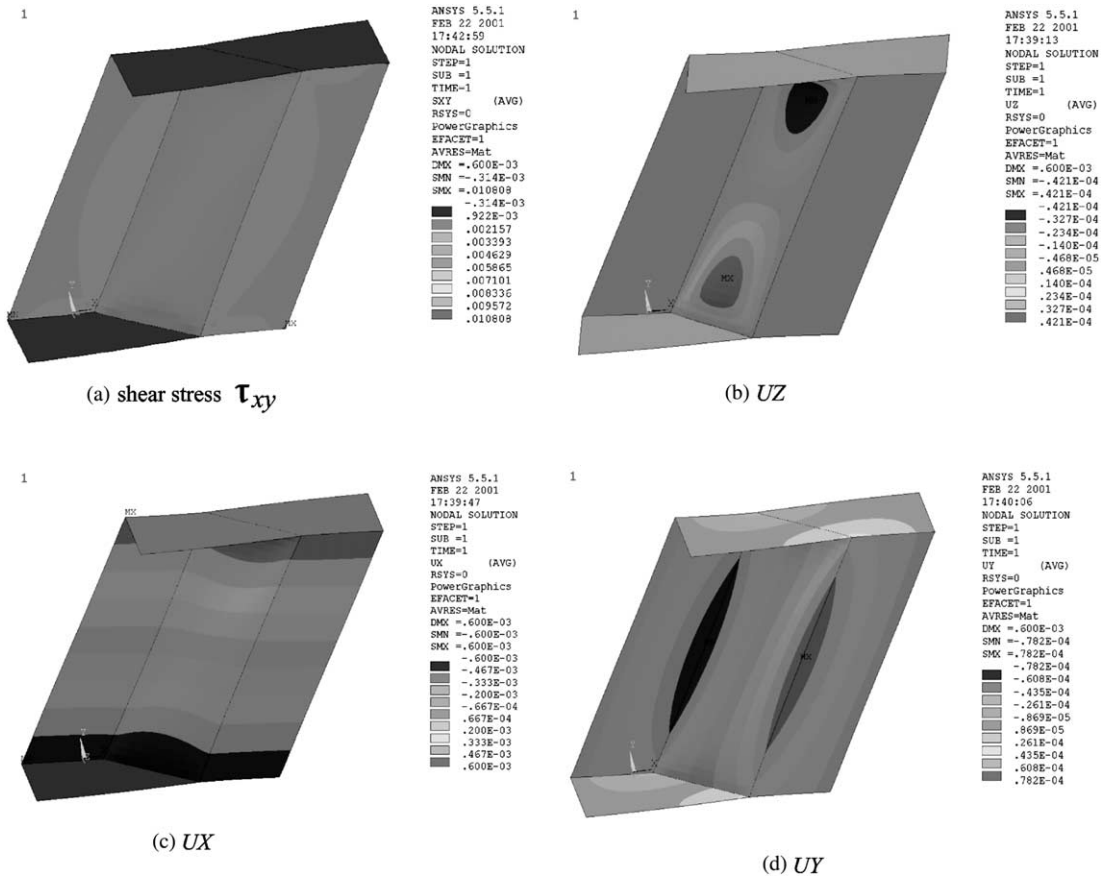 1
ANSYS 5.5.1
FEB 22 2001
17:42:59
NODAL SOLUTION
STEP=1
SUB =1
TIME=1
SXY (AVG)
RSYS=0
PowerGraphics
EFACET=1
AVRES=Mat
DMX =.600E-03
SMN =-.314E-03
SMX =.010808
-.314E-03
.922E-03
.002157
.003393
.004629
.005865
.007101
.008336
.009572
.010808
X
MX
(a) shear stress τxy
1
ANSYS 5.5.1
FEB 22 2001
17:39:13
NODAL SOLUTION
STEP=1
SUB =1
TIME=1
UZ (AVG)
RSYS=0
PowerGraphics
EFACET=1
AVRES=Mat
DMX =.600E-03
SMN =-.421E-04
SMX =.421E-04
-.421E-04
-.327E-04
-.234E-04
-.140E-04
-.468E-05
.468E-05
.140E-04
.234E-04
.327E-04
.421E-04
MX
X
(b) UZ
1
MX
ANSYS 5.5.1
FEB 22 2001
17:39:47
NODAL SOLUTION
STEP=1
SUB =1
TIME=1
UX (AVG)
RSYS=0
PowerGraphics
EFACET=1
AVRES=Mat
DMX =.600E-03
SMN =-.600E-03
SMX =.600E-03
-.600E-03
-.467E-03
-.333E-03
-.200E-03
-.667E-04
.667E-04
.200E-03
.333E-03
.467E-03
.600E-03
(c) UX
1
ANSYS 5.5.1
FEB 22 2001
17:40:06
NODAL SOLUTION
STEP=1
SUB =1
TIME=1
UY (AVG)
RSYS=0
PowerGraphics
EFACET=1
AVRES=Mat
DMX =.600E-03
SMN =-.782E-04
SMX =.782E-04
-.782E-04
-.608E-04
-.435E-04
-.261E-04
-.869E-05
.869E-05
.261E-04
.435E-04
.608E-04
.782E-04
MX
X
(d) UY